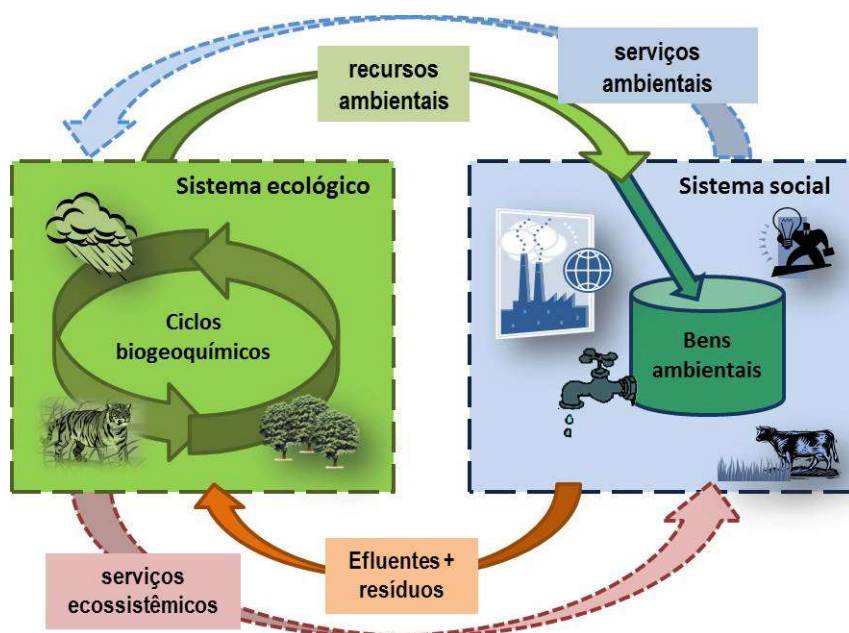 recursos
ambientais
serviços
ambientais
Sistema ecológico
Sistema social
Ciclos
biogeoquímicos
Bens
ambientais
serviços
ecossistêmicos
Efluentes +
resíduos